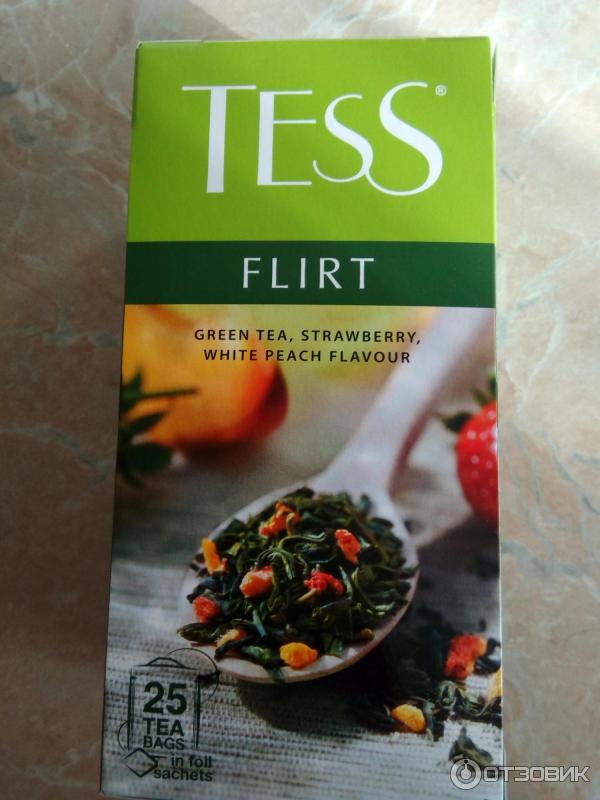 TESS®
FLIRT
GREEN TEA, STRAWBERRY,
WHITE PEACH FLAVOUR
25
TEA
BAGS
in foil
sachets
ОТЗОВИК